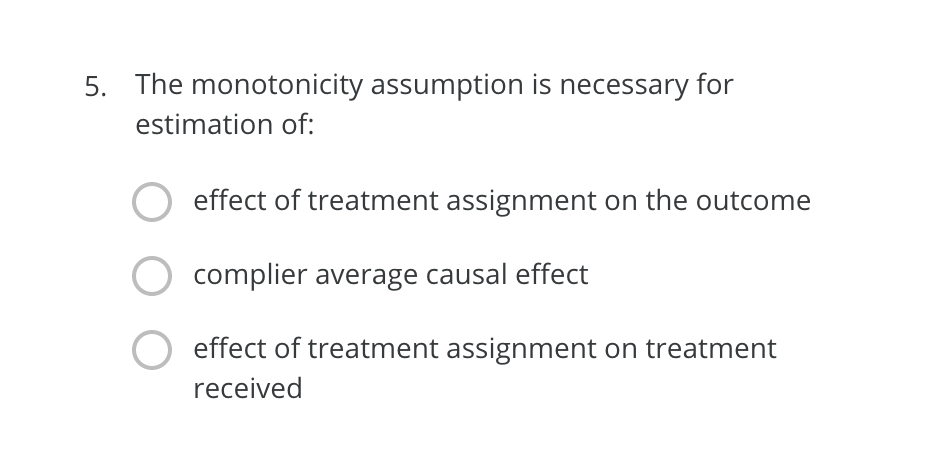 5. The monotonicity assumption is necessary for
estimation of:
effect of treatment assignment on the outcome
complier average causal effect
effect of treatment assignment on treatment
received